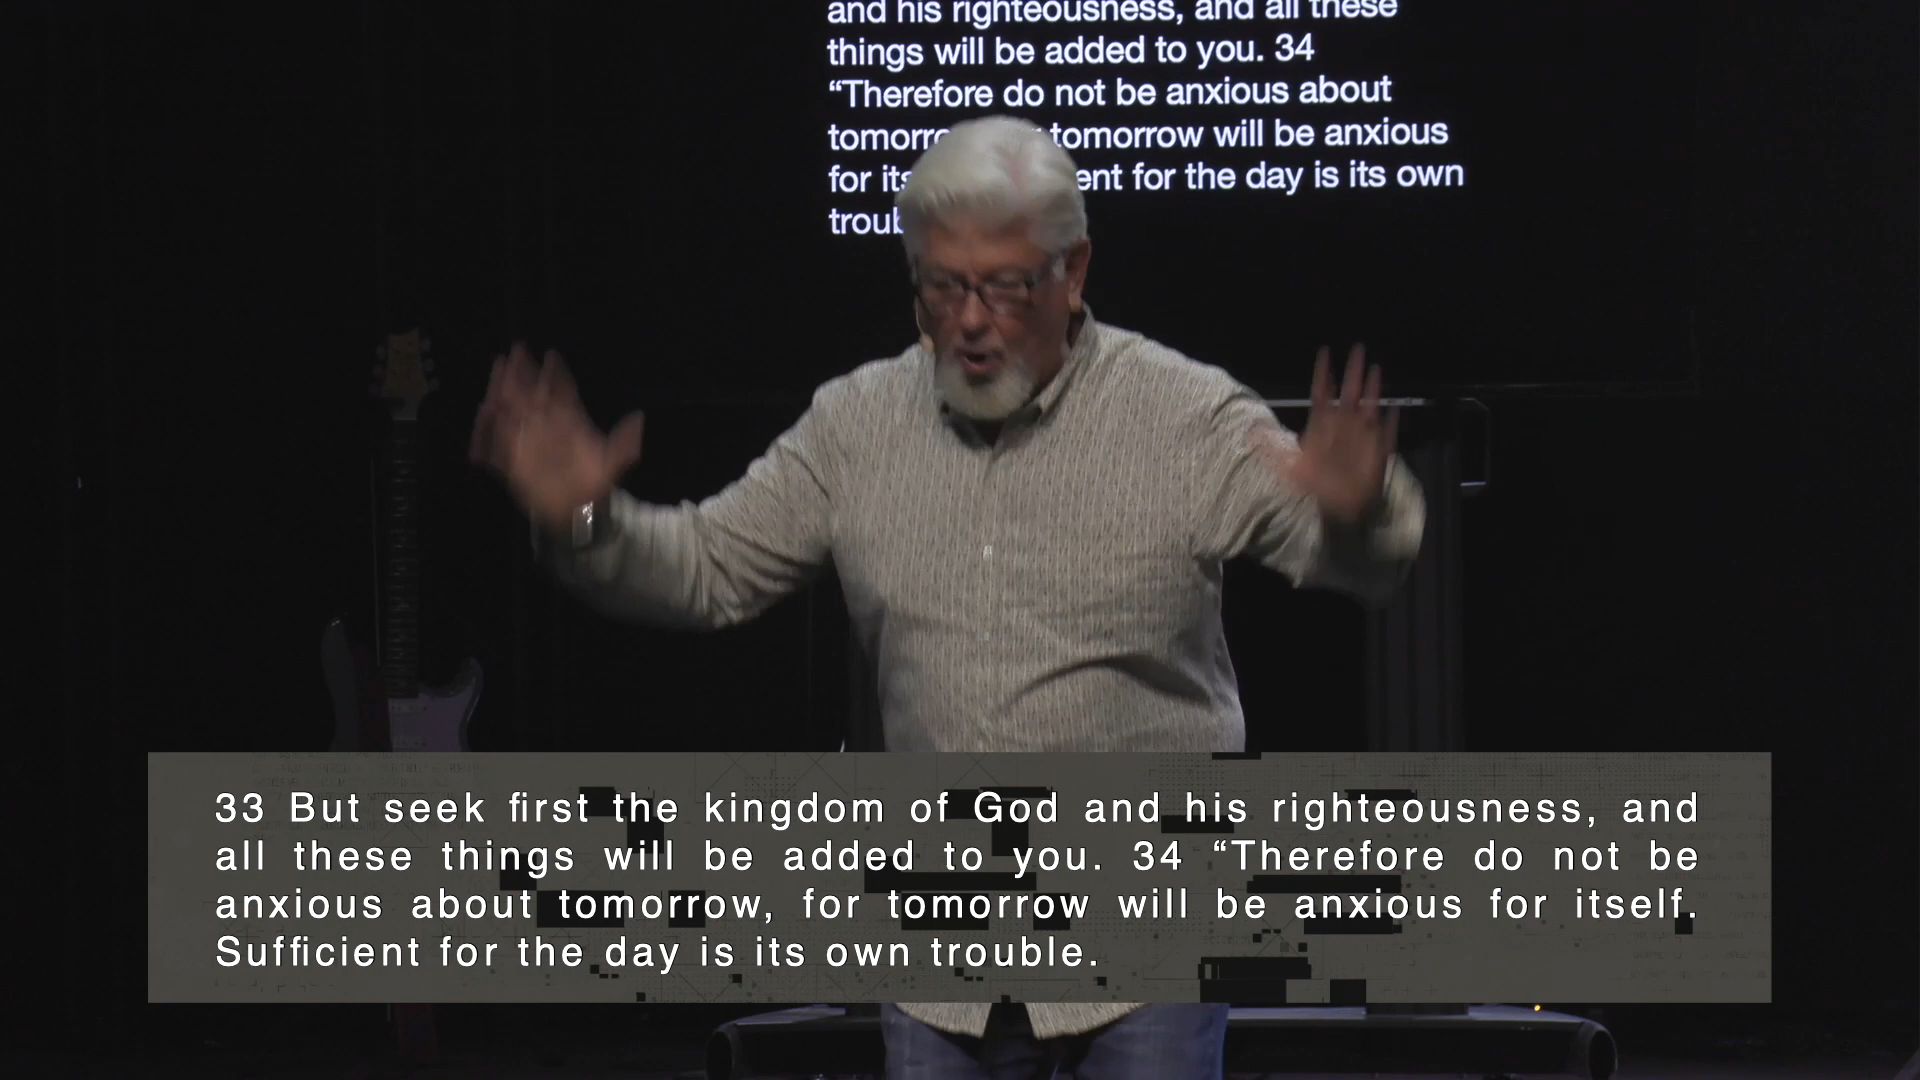 and his righteousness, and all these
things will be added to you. 34
“Therefore do not be anxious about
tomorrow will be anxious
for for the day is its own
33 But seek first the kingdom of God and his righteousness, and
all these things will be added to you. 34 “Therefore do not be
anxious about tomorrow, for tomorrow will be anxious for itself.
Sufficient for the day is its own trouble.